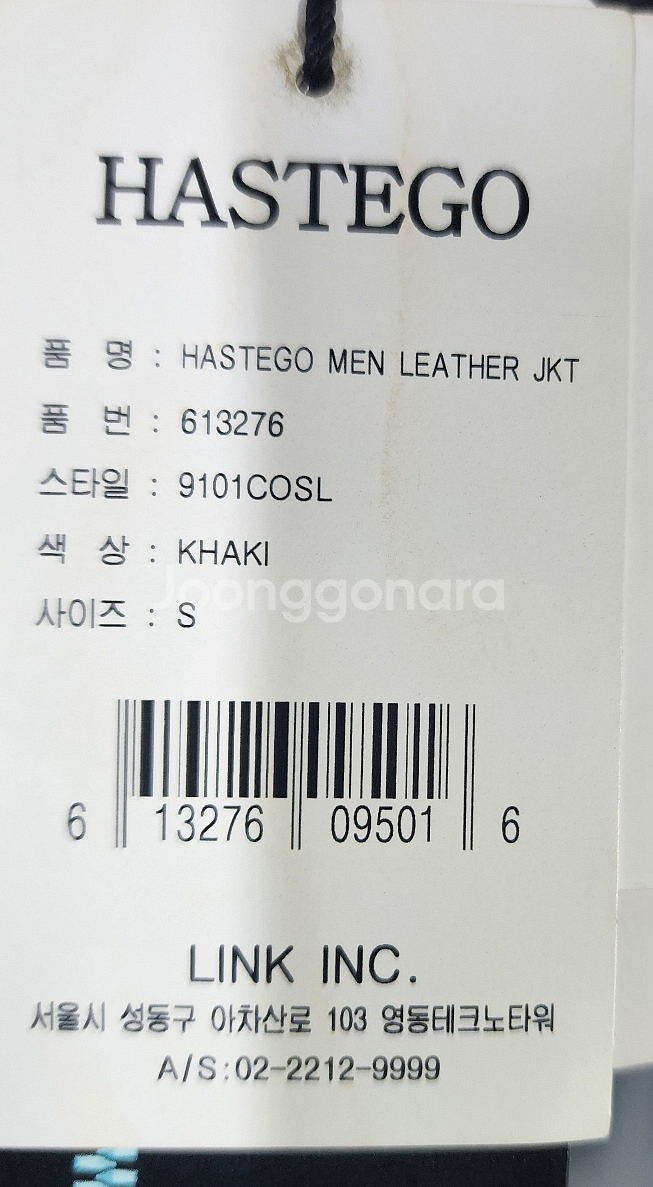 HASTEGO
품 명 : HASTEGO MEN LEATHER JKT
품 번 : 613276
스타일 : 9101COSL
색 상 : KHAKI
Joonggonara
사이즈 : S
6 13276 09501 6
LINK INC.
서울시 성동구 아차산로 103 영동테크노타워
A/S:02-2212-9999